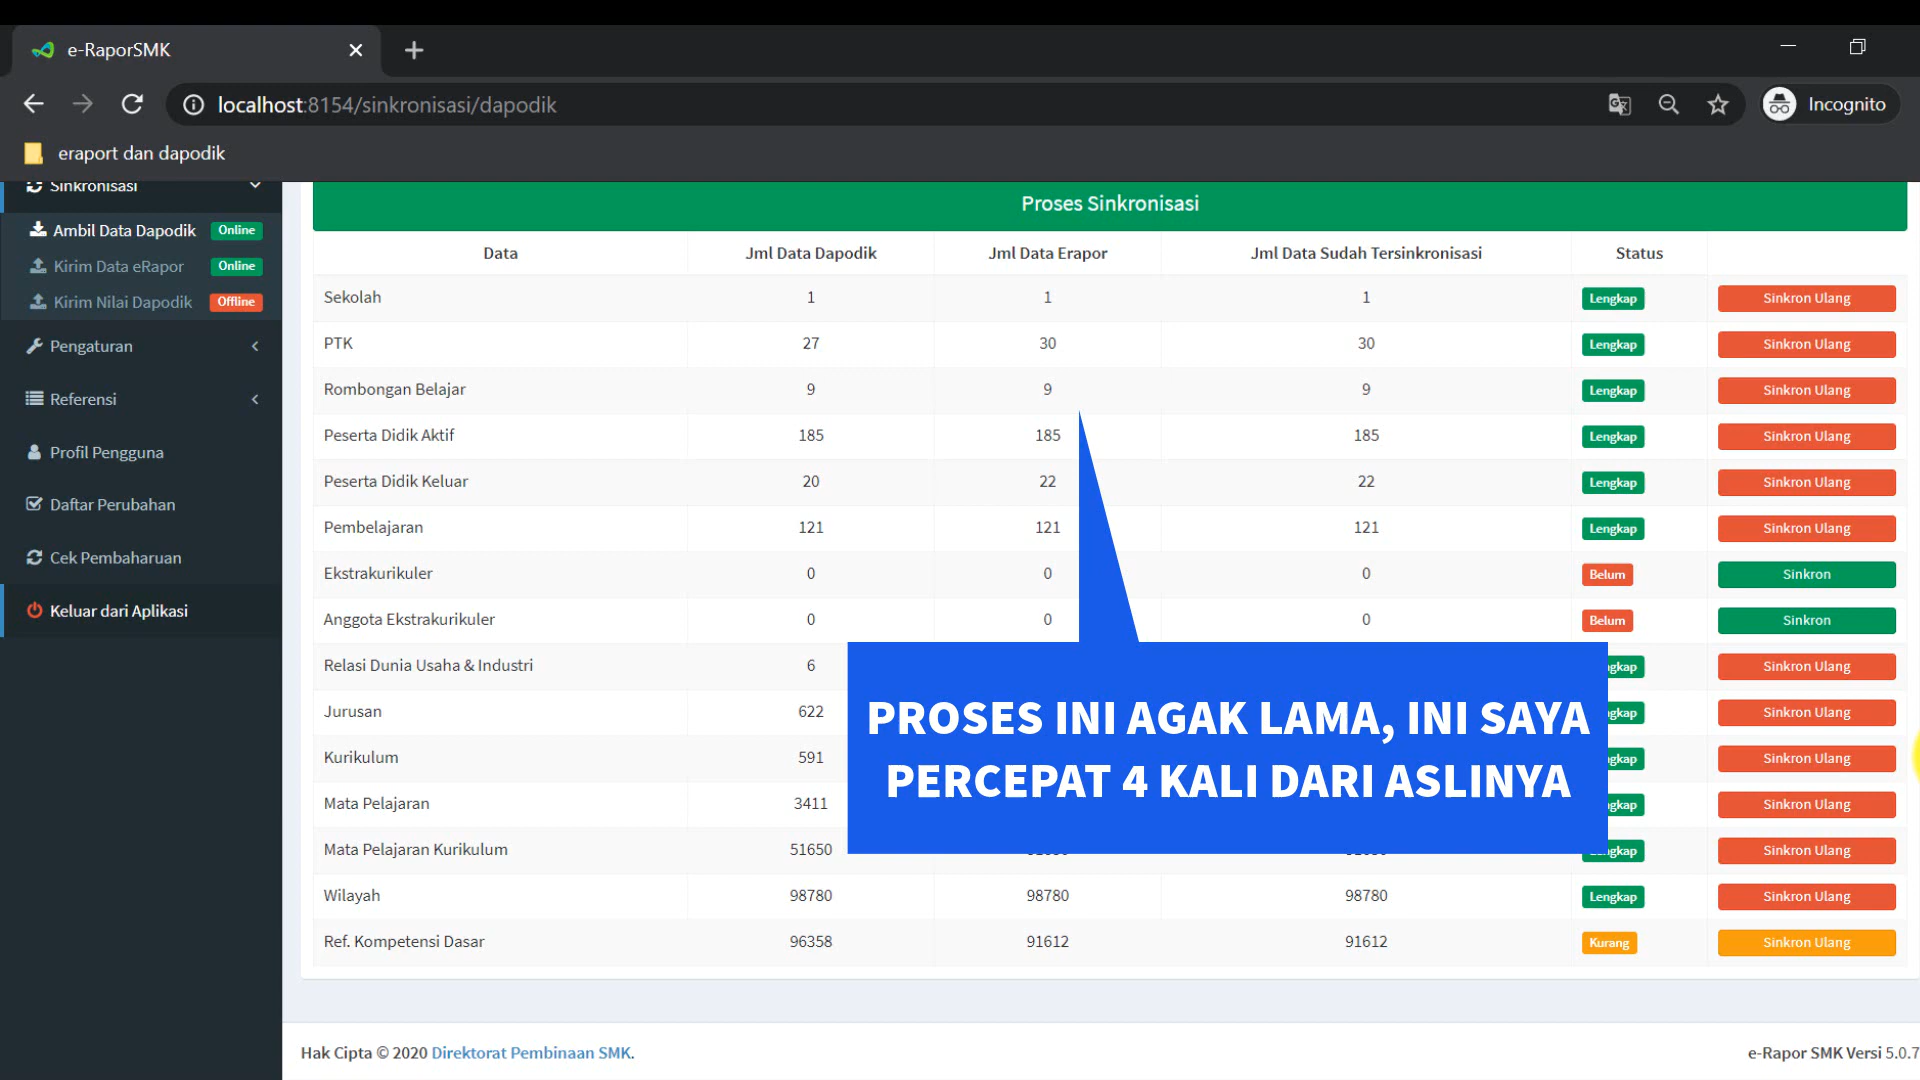 e-RaporSMK
localhost:8154/sinkronisasi/dapodik
Incognito
eraport dan dapodik
Sinkronisasi
Ambil Data Dapodik Online
Kirim Data eRapor Online
Kirim Nilai Dapodik Offline
Pengaturan
Referensi
Profil Pengguna
Daftar Perubahan
Cek Pembaharuan
Keluar dari Aplikasi
Proses Sinkronisasi
Data Jml Data Dapodik Jml Data Erapor Jml Data Sudah Tersinkronisasi Status
Sekolah 1 1 1 Lengkap Sinkron Ulang
PTK 27 30 30 Lengkap Sinkron Ulang
Rombongan Belajar 9 9 9 Lengkap Sinkron Ulang
Peserta Didik Aktif 185 185 185 Lengkap Sinkron Ulang
Peserta Didik Keluar 20 22 22 Lengkap Sinkron Ulang
Pembelajaran 121 121 121 Lengkap Sinkron Ulang
Ekstrakurikuler 0 0 0 Belum Sinkron
Anggota Ekstrakurikuler 0 0 0 Belum Sinkron
Relasi Dunia Usaha & Industri 6 gkap Sinkron Ulang
Jurusan 622 gkap Sinkron Ulang
Kurikulum 591 gkap Sinkron Ulang
Mata Pelajaran 3411 gkap Sinkron Ulang
Mata Pelajaran Kurikulum 51650 gkap Sinkron Ulang
Wilayah 98780 98780 98780 Lengkap Sinkron Ulang
Ref. Kompetensi Dasar 96358 91612 91612 Kurang Sinkron Ulang
PROSES INI AGAK LAMA, INI SAYA
PERCEPAT 4 KALI DARI ASLINYA
Hak Cipta © 2020 Direktorat Pembinaan SMK.
e-Rapor SMK Versi 5.0.7